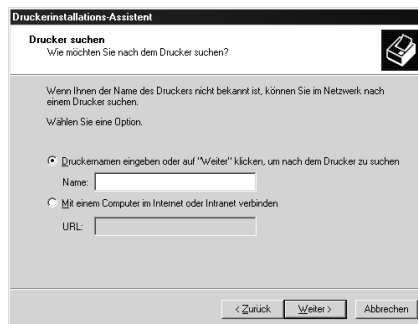 Druckerinstallations-Assistent
Drucker suchen
Wie möchten Sie nach dem Drucker suchen?
Wenn Ihnen der Name des Druckers nicht bekannt ist, können Sie im Netzwerk nach
einem Drucker suchen.
Wählen Sie eine Option.
Druckernamen eingeben oder auf "Weiter" klicken, um nach dem Drucker zu suchen
Name:
Mit einem Computer im Internet oder Intranet verbinden
URL:
< Zurück Weiter > Abbrechen